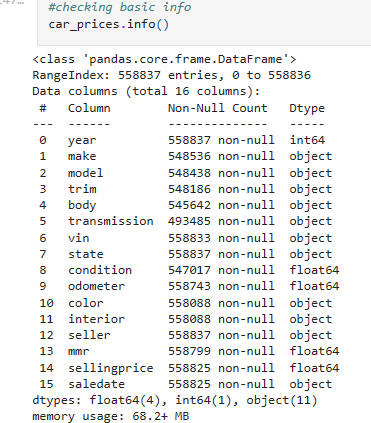 #checking basic info
car_prices.info()
<class 'pandas.core.frame.DataFrame'>
RangeIndex: 558837 entries, 0 to 558836
Data columns (total 16 columns):
 #   Column        Non-Null Count   Dtype
---  ------        --------------   -----
 0   year          558837 non-null  int64
 1   make          548536 non-null  object
 2   model         548438 non-null  object
 3   trim          548186 non-null  object
 4   body          545642 non-null  object
 5   transmission  493485 non-null  object
 6   vin           558833 non-null  object
 7   state         558837 non-null  object
 8   condition     547017 non-null  float64
 9   odometer      558743 non-null  float64
 10  color         558088 non-null  object
 11  interior      558088 non-null  object
 12  seller        558837 non-null  object
 13  mmr           558799 non-null  float64
 14  sellingprice  558825 non-null  float64
 15  saledate      558825 non-null  object
dtypes: float64(4), int64(1), object(11)
memory usage: 68.2+ MB